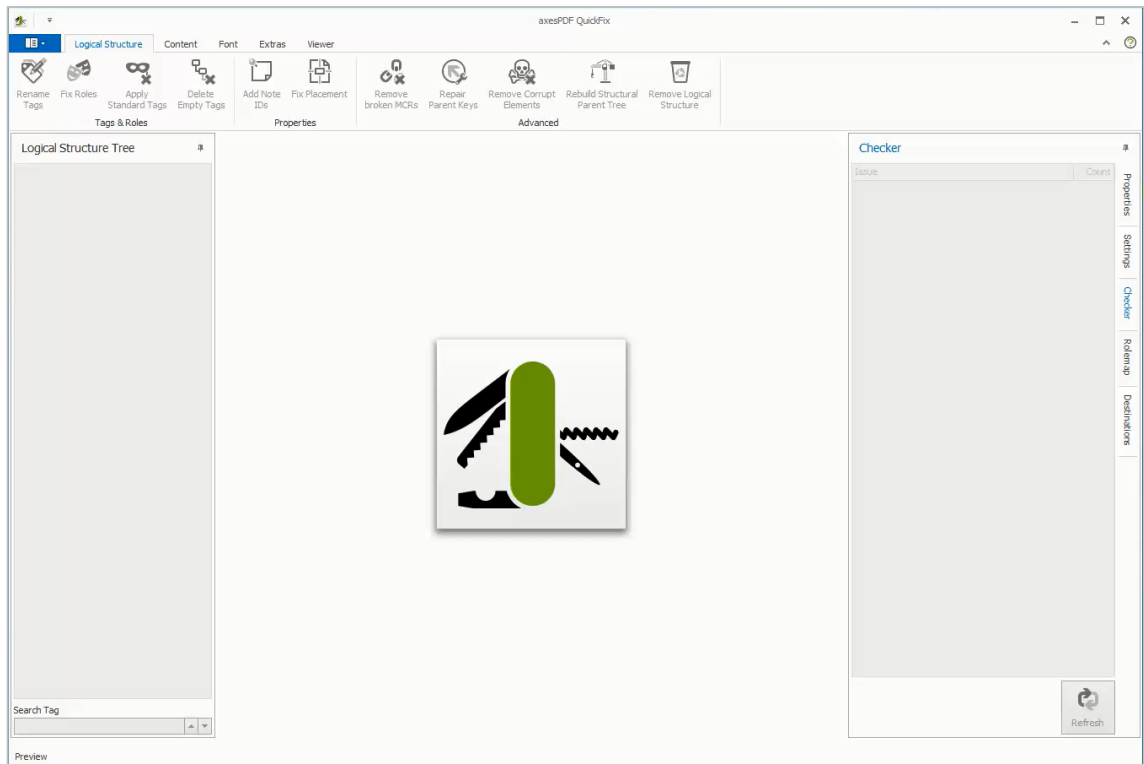 axesPDF QuickFix
Logical Structure Content Font Extras Viewer
Rename Tags
Fix Roles
Apply Standard Tags
Delete Empty Tags
Add Note IDs
Fix Placement
Remove broken MCRs
Repair Parent Keys
Remove Corrupt Elements
Rebuild Structural Parent Tree
Remove Logical Structure
Tags & Roles
Properties
Advanced
Logical Structure Tree
Checker
Issue Count
Properties
Settings
Checker
Rolemap
Destinations
Search Tag
Refresh
Preview